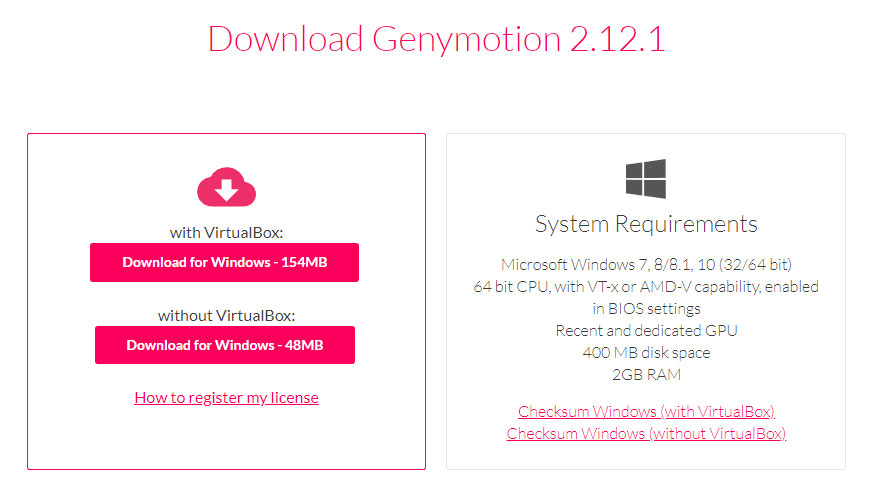 Download Genymotion 2.12.1
with VirtualBox:
Download for Windows - 154MB
without VirtualBox:
Download for Windows - 48MB
How to register my license
System Requirements
Microsoft Windows 7, 8/8.1, 10 (32/64 bit)
64 bit CPU, with VT-x or AMD-V capability, enabled
in BIOS settings
Recent and dedicated GPU
400 MB disk space
2GB RAM
Checksum Windows (with VirtualBox)
Checksum Windows (without VirtualBox)